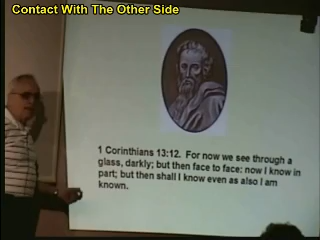 Contact With The Other Side
1 Corinthians 13:12. For now we see through a
glass, darkly; but then face to face: now I know in
part; but then shall I know even as also I am
known.